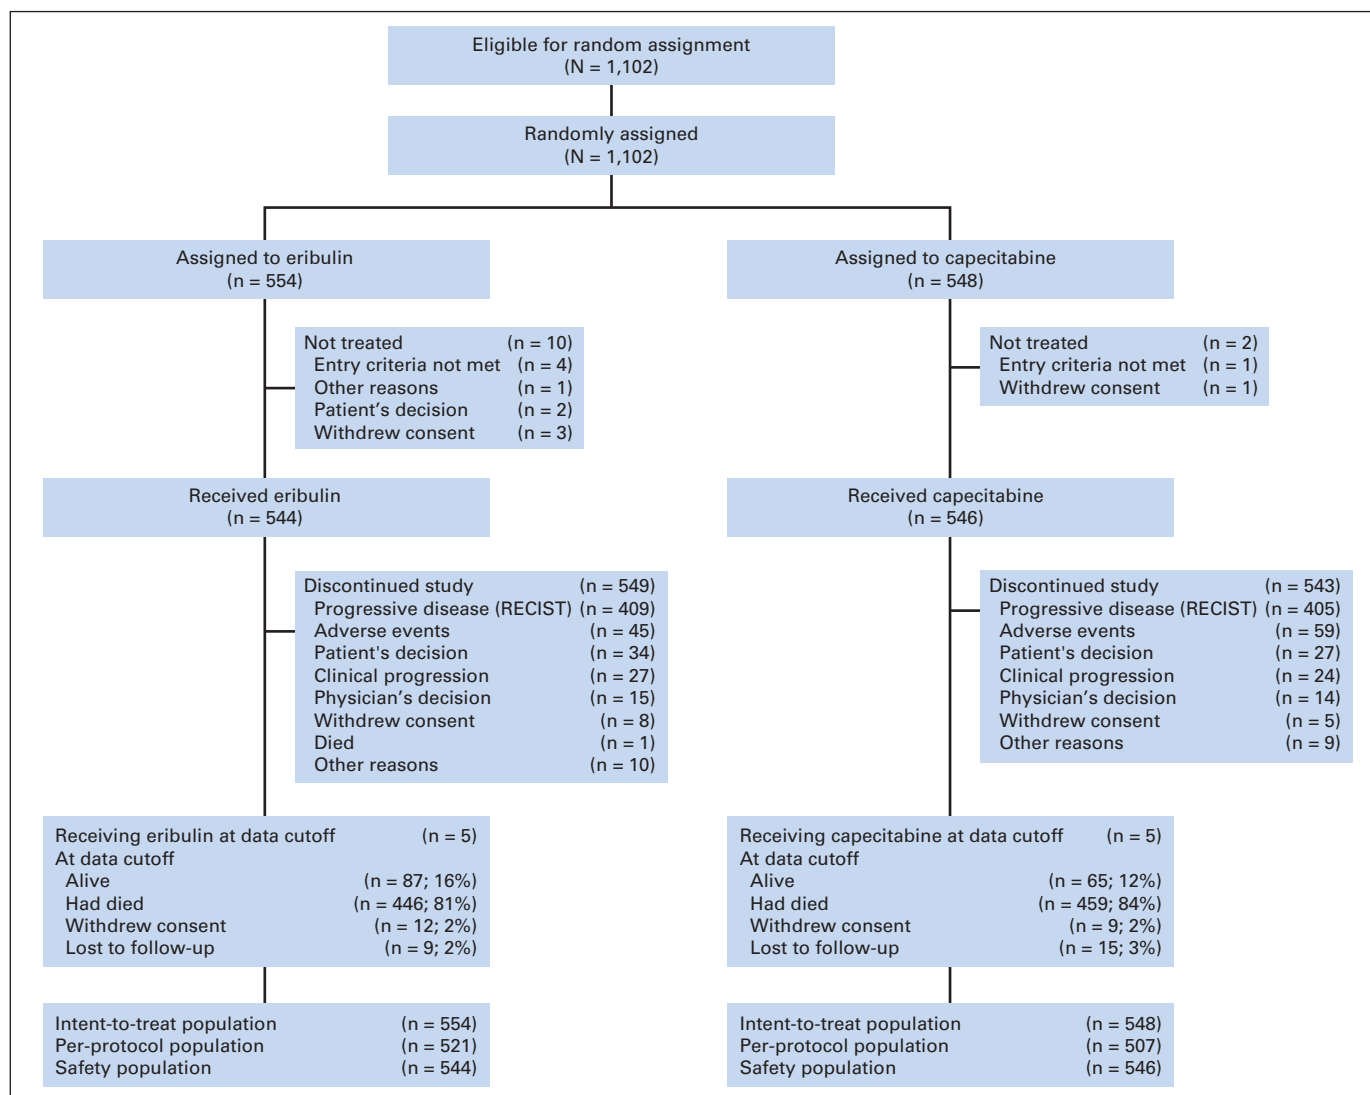 Eligible for random assignment
(N = 1,102)
Randomly assigned
(N = 1,102)
Assigned to eribulin
(n = 554)
Assigned to capecitabine
(n = 548)
Not treated (n = 10)
Entry criteria not met (n = 4)
Other reasons (n = 1)
Patient’s decision (n = 2)
Withdrew consent (n = 3)
Not treated (n = 2)
Entry criteria not met (n = 1)
Withdrew consent (n = 1)
Received eribulin
(n = 544)
Received capecitabine
(n = 546)
Discontinued study (n = 549)
Progressive disease (RECIST) (n = 409)
Adverse events (n = 45)
Patient's decision (n = 34)
Clinical progression (n = 27)
Physician’s decision (n = 15)
Withdrew consent (n = 8)
Died (n = 1)
Other reasons (n = 10)
Discontinued study (n = 543)
Progressive disease (RECIST) (n = 405)
Adverse events (n = 59)
Patient's decision (n = 27)
Clinical progression (n = 24)
Physician’s decision (n = 14)
Withdrew consent (n = 5)
Other reasons (n = 9)
Receiving eribulin at data cutoff (n = 5)
At data cutoff
Alive (n = 87; 16%)
Had died (n = 446; 81%)
Withdrew consent (n = 12; 2%)
Lost to follow-up (n = 9; 2%)
Receiving capecitabine at data cutoff (n = 5)
At data cutoff
Alive (n = 65; 12%)
Had died (n = 459; 84%)
Withdrew consent (n = 9; 2%)
Lost to follow-up (n = 15; 3%)
Intent-to-treat population (n = 554)
Per-protocol population (n = 521)
Safety population (n = 544)
Intent-to-treat population (n = 548)
Per-protocol population (n = 507)
Safety population (n = 546)